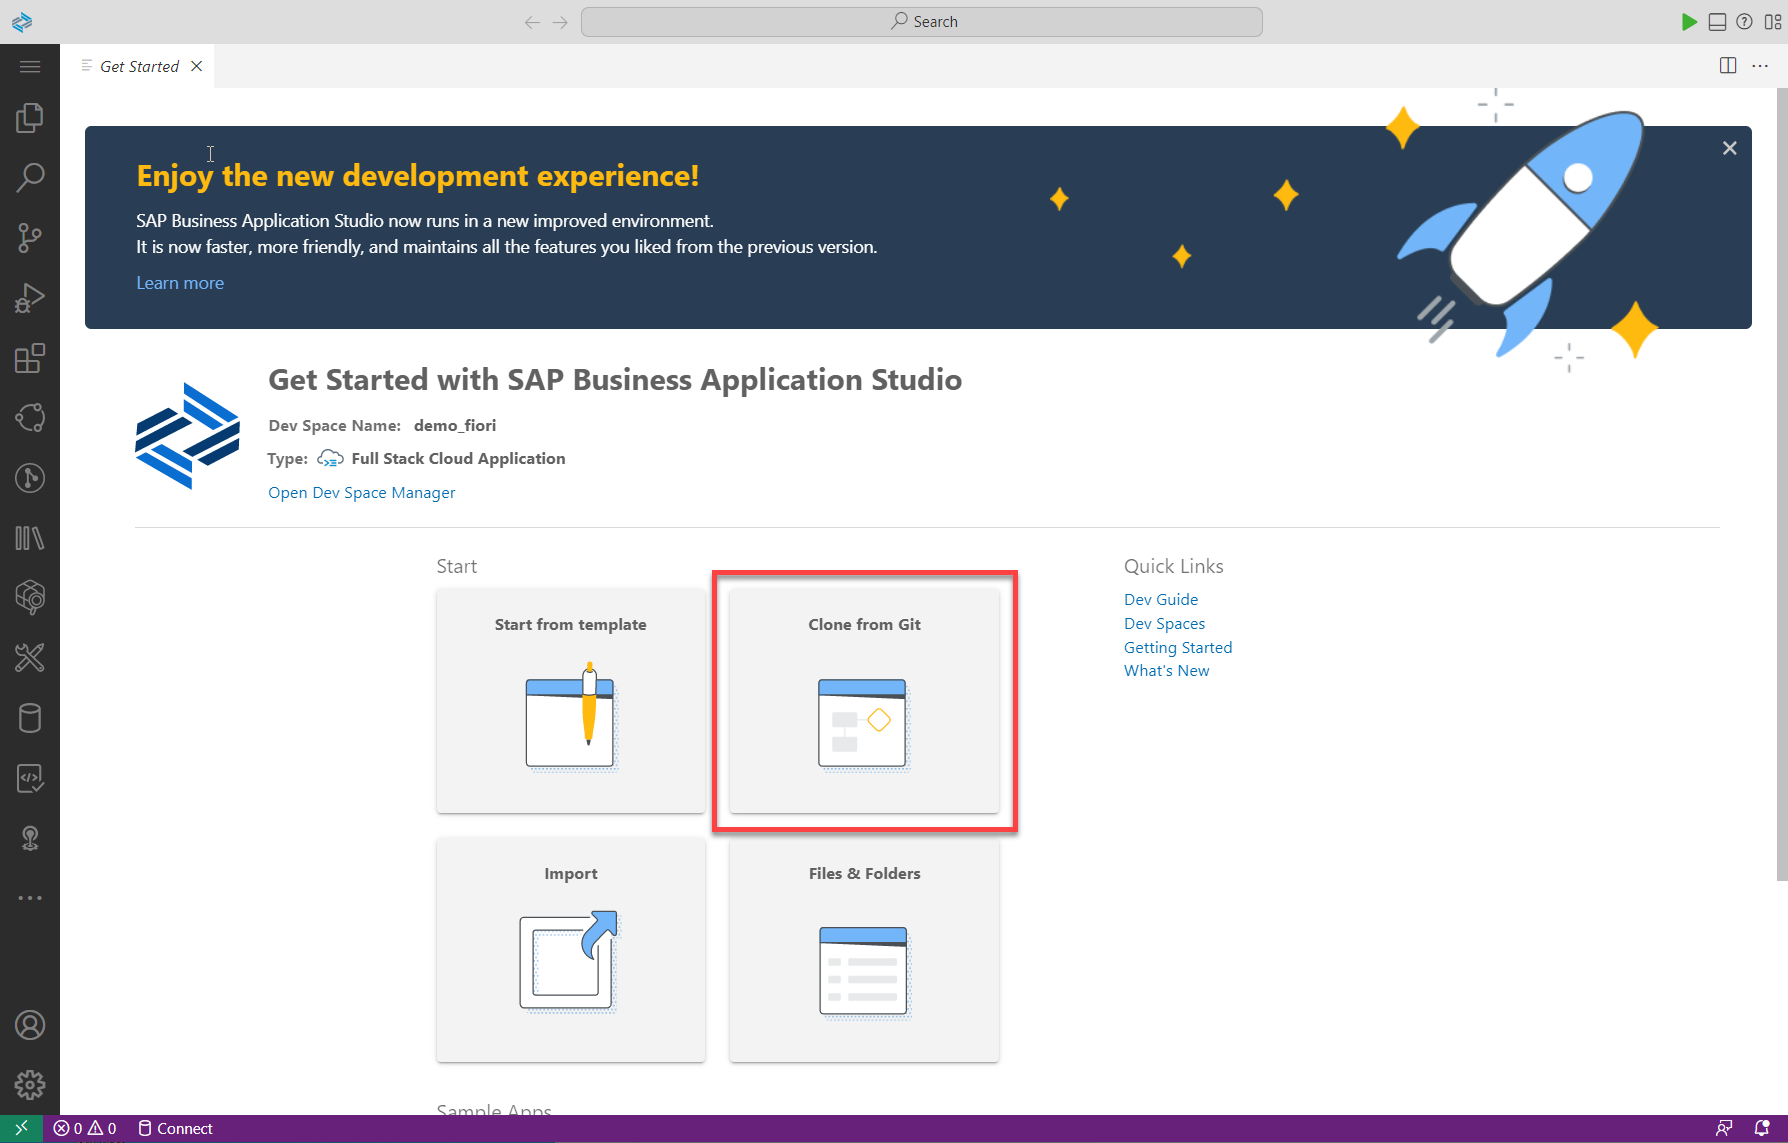 Search
Get Started
Enjoy the new development experience!
SAP Business Application Studio now runs in a new improved environment.
It is now faster, more friendly, and maintains all the features you liked from the previous version.
Learn more
Get Started with SAP Business Application Studio
Dev Space Name: demo_fiori
Type: Full Stack Cloud Application
Open Dev Space Manager
Start
Start from template
Clone from Git
Import
Files & Folders
Quick Links
Dev Guide
Dev Spaces
Getting Started
What's New
Sample Apps
0 0 Connect